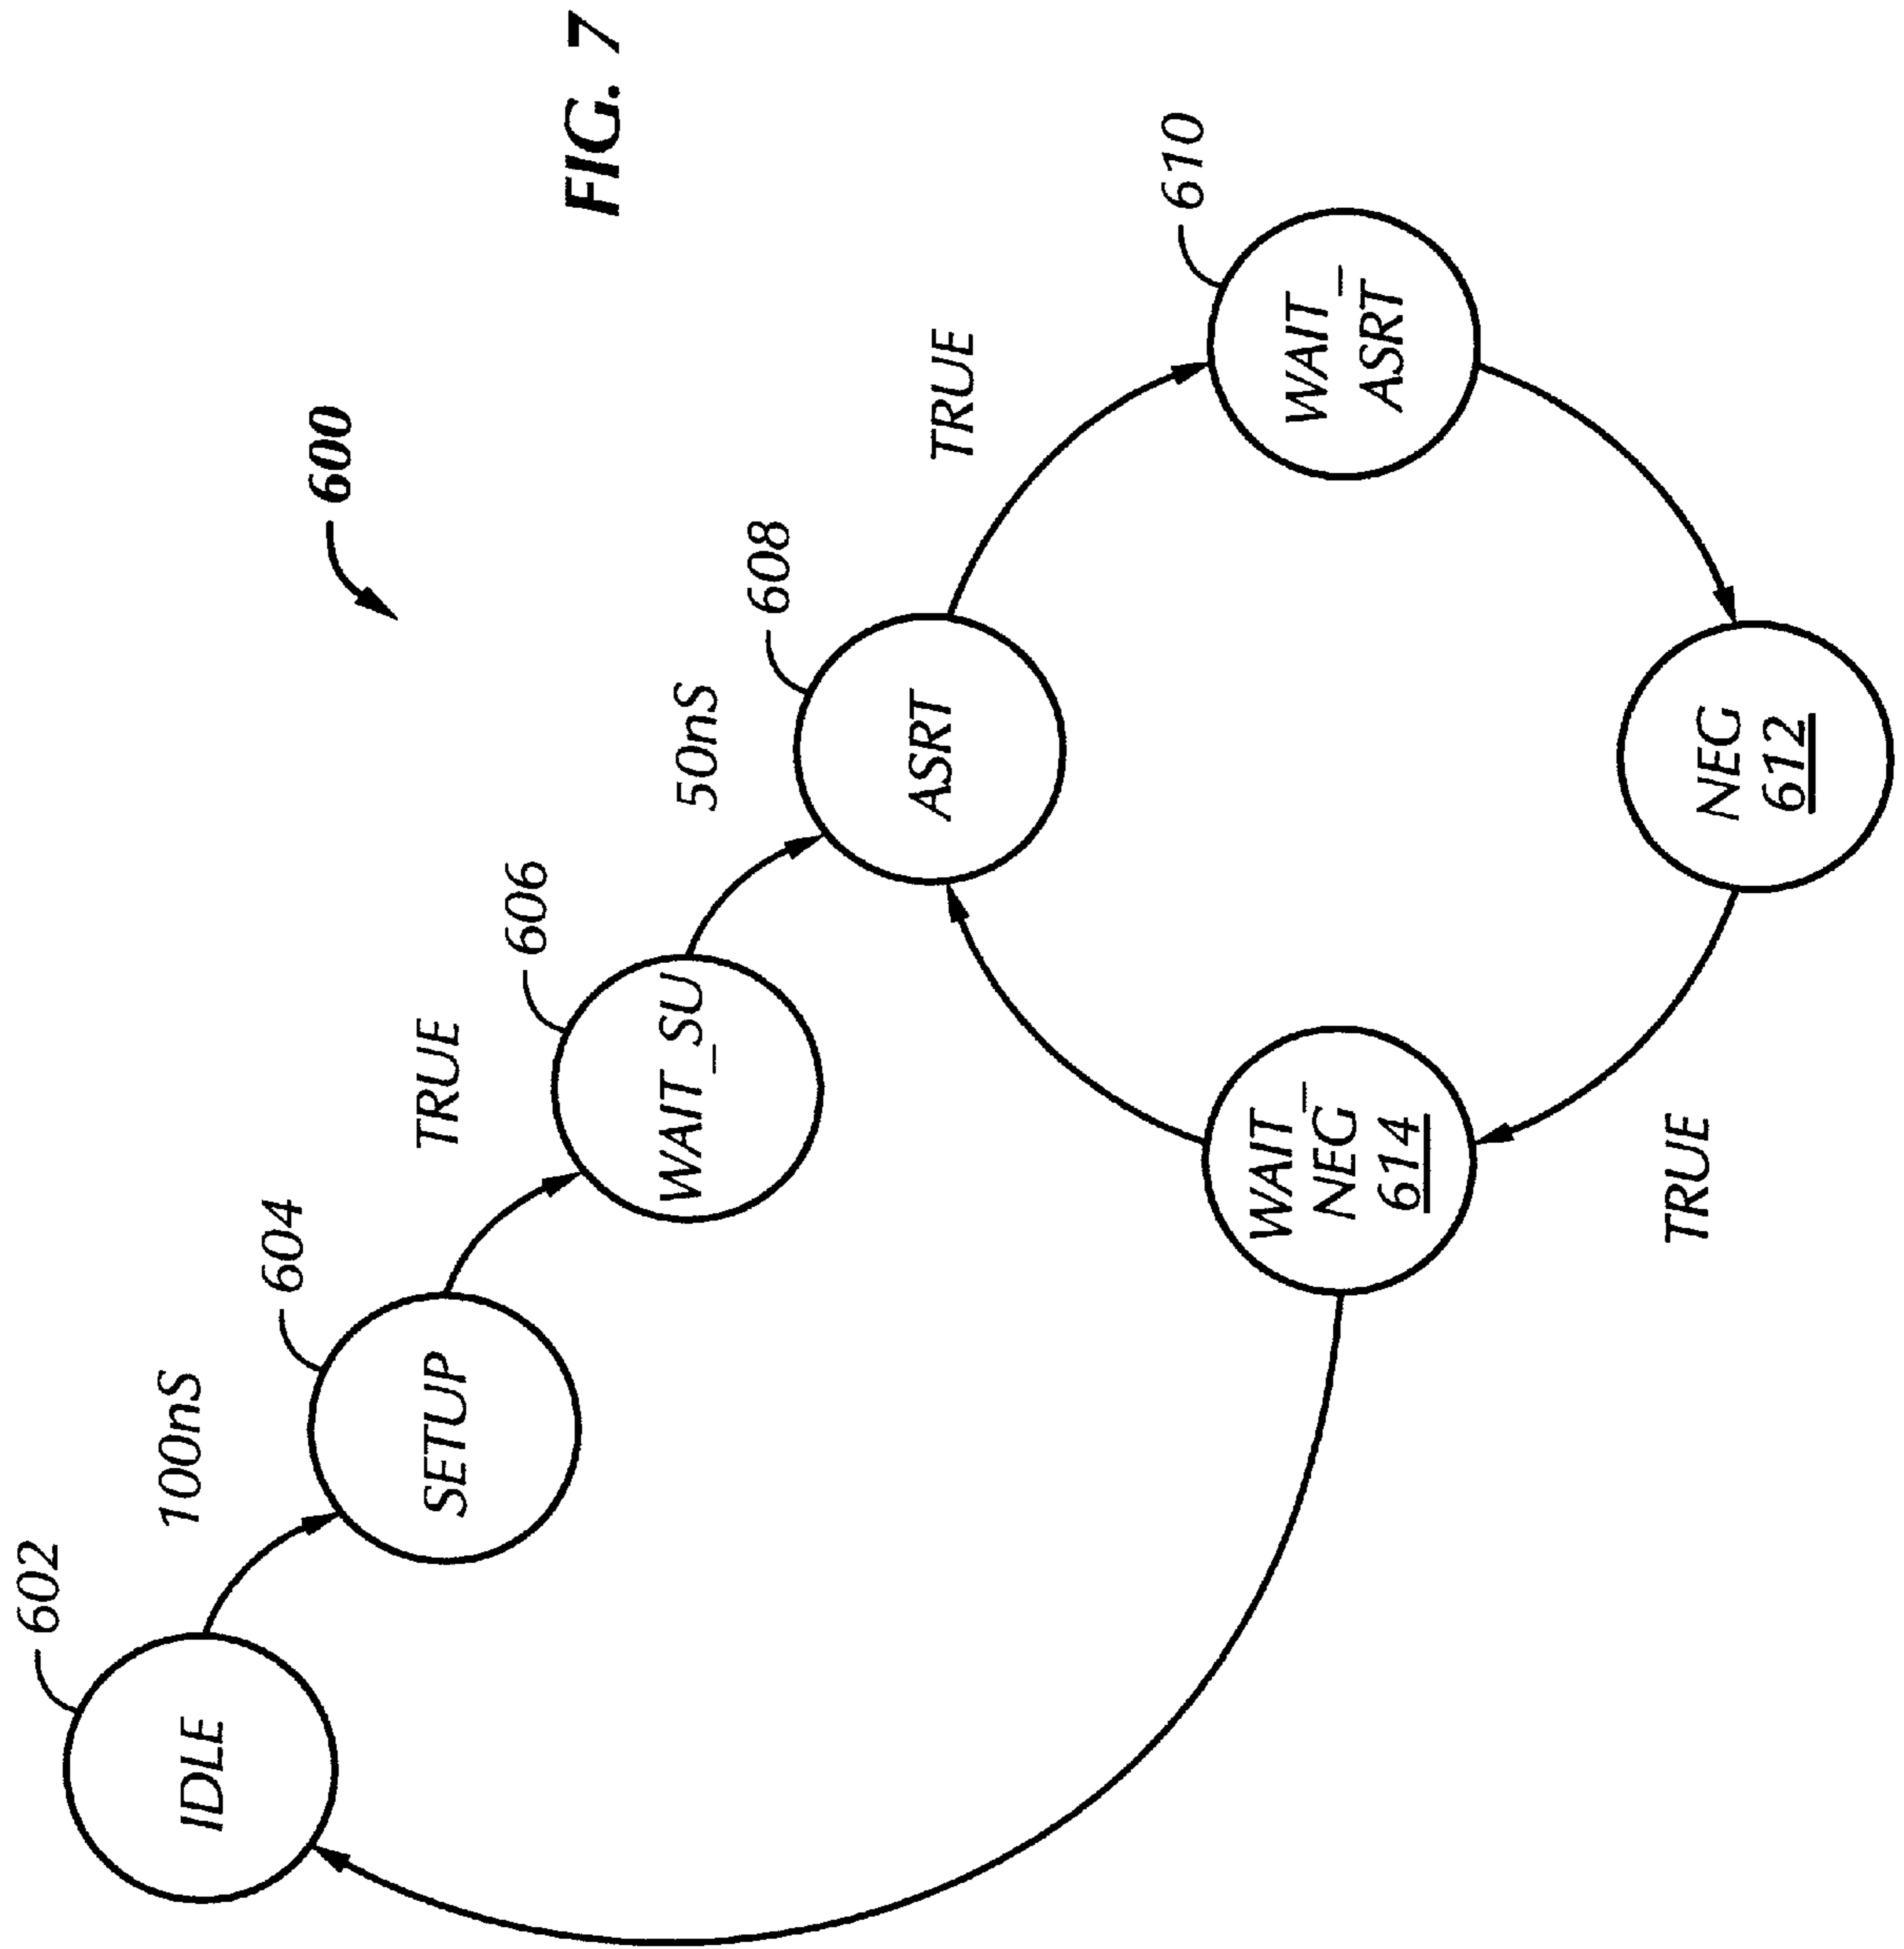 FIG. 7
600
602
IDLE
100nS
604
SETUP
TRUE
606
WAIT_SU
50nS
608
ASRT
TRUE
610
WAIT_
ASRT
NEG
612
TRUE
WAIT_
NEG
614